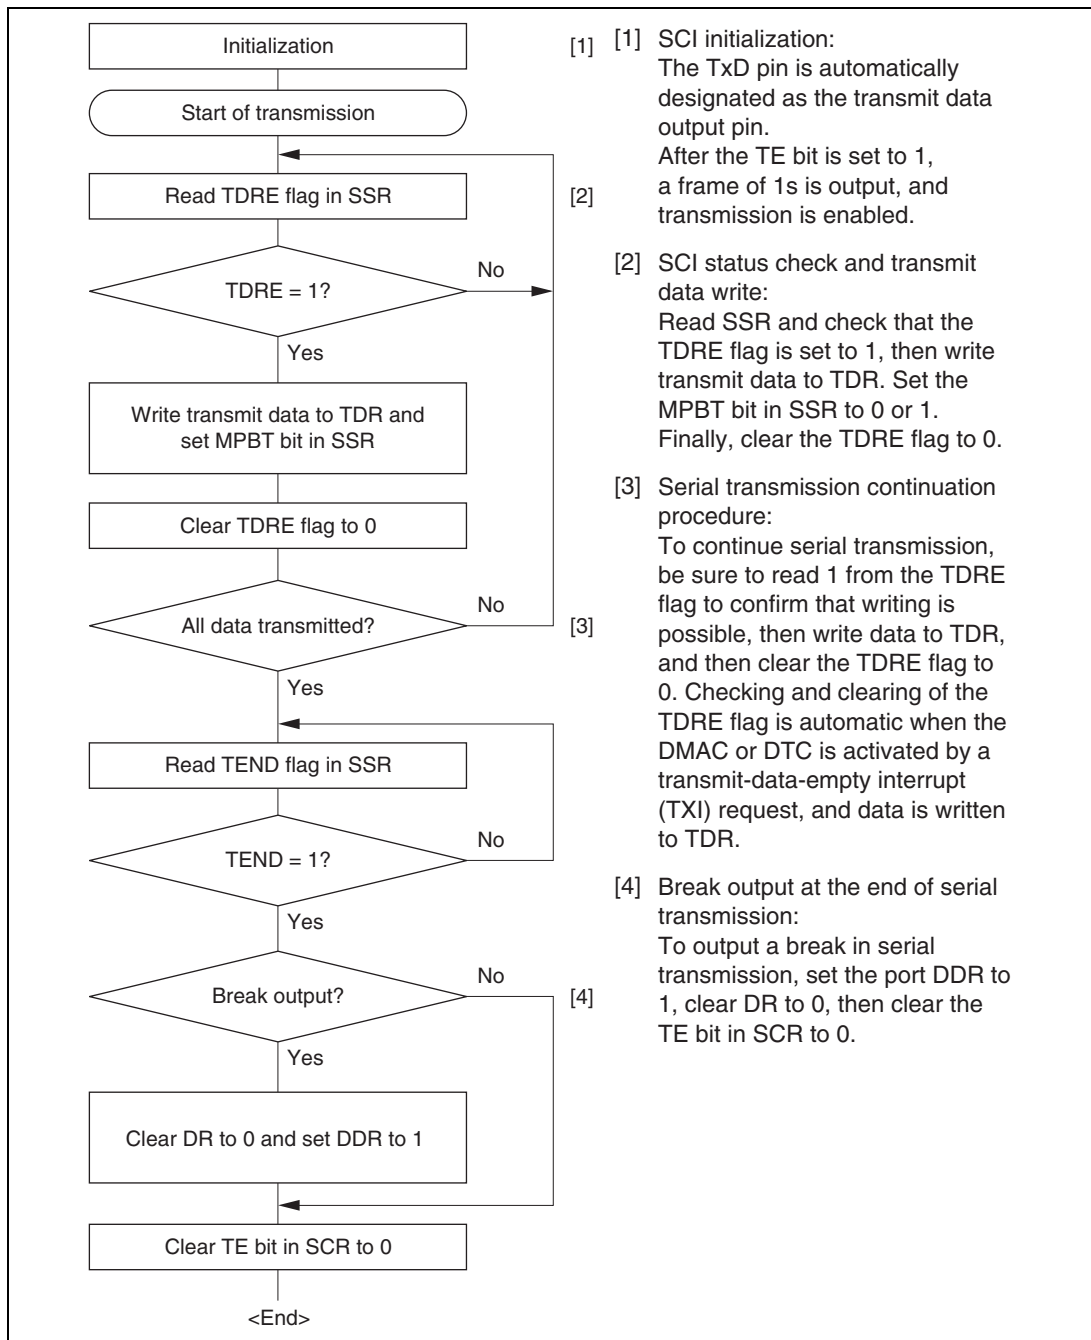 Initialization
[1]
Start of transmission
Read TDRE flag in SSR
[2]
TDRE = 1?
No
Yes
Write transmit data to TDR and
set MPBT bit in SSR
Clear TDRE flag to 0
All data transmitted?
No
[3]
Yes
Read TEND flag in SSR
TEND = 1?
No
Yes
Break output?
No
[4]
Yes
Clear DR to 0 and set DDR to 1
Clear TE bit in SCR to 0
<End>
[1] SCI initialization:
The TxD pin is automatically
designated as the transmit data
output pin.
After the TE bit is set to 1,
a frame of 1s is output, and
transmission is enabled.
[2] SCI status check and transmit
data write:
Read SSR and check that the
TDRE flag is set to 1, then write
transmit data to TDR. Set the
MPBT bit in SSR to 0 or 1.
Finally, clear the TDRE flag to 0.
[3] Serial transmission continuation
procedure:
To continue serial transmission,
be sure to read 1 from the TDRE
flag to confirm that writing is
possible, then write data to TDR,
and then clear the TDRE flag to
0. Checking and clearing of the
TDRE flag is automatic when the
DMAC or DTC is activated by a
transmit-data-empty interrupt
(TXI) request, and data is written
to TDR.
[4] Break output at the end of serial
transmission:
To output a break in serial
transmission, set the port DDR to
1, clear DR to 0, then clear the
TE bit in SCR to 0.